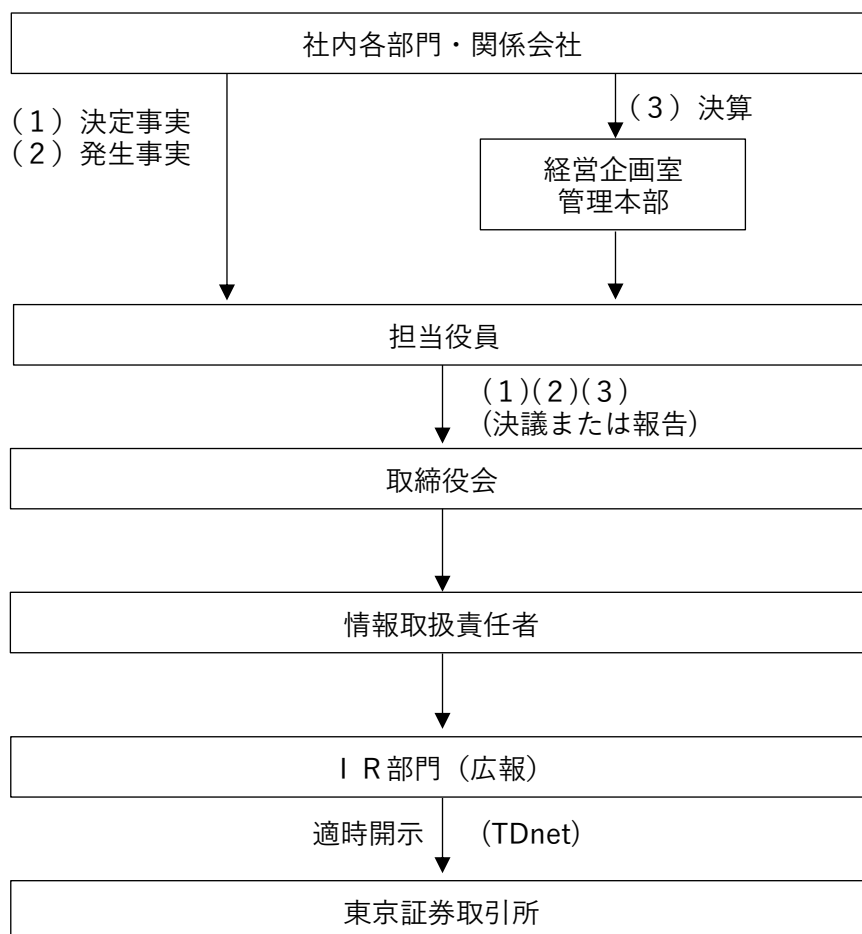 社内各部門・関係会社
（１）決定事実
（２）発生事実
（３）決算
経営企画室
管理本部
担当役員
(１)(２)(３)
(決議または報告)
取締役会
情報取扱責任者
ＩＲ部門（広報）
適時開示　(TDnet)
東京証券取引所